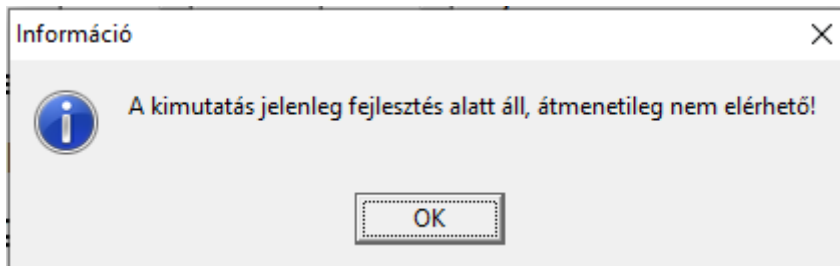 Információ
A kimutatás jelenleg fejlesztés alatt áll, átmenetileg nem elérhető!
OK